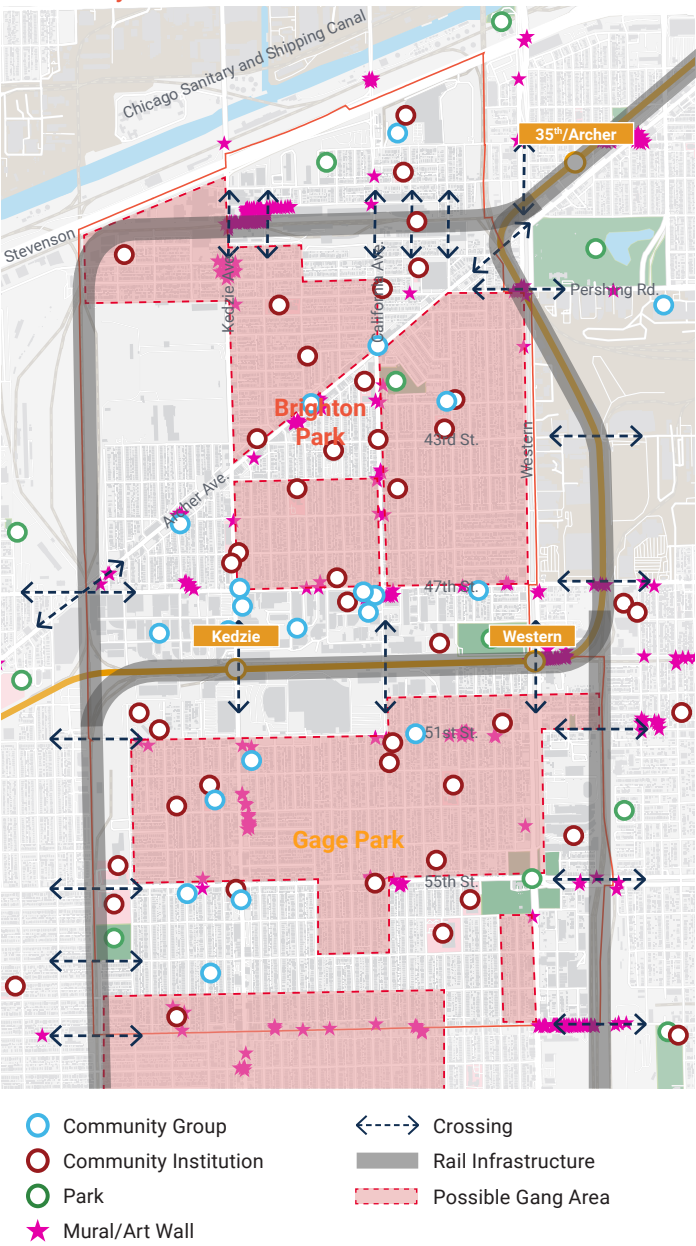 Chicago Sanitary and Shipping Canal
35th/Archer
Stevenson
Kedzie Ave.
California Ave.
Pershing Rd.
Brighton
Park
43rd St.
Western
Archer Ave.
47th St.
Kedzie
Western
51st St.
Gage Park
55th St.
Community Group
Crossing
Community Institution
Rail Infrastructure
Park
Possible Gang Area
Mural/Art Wall